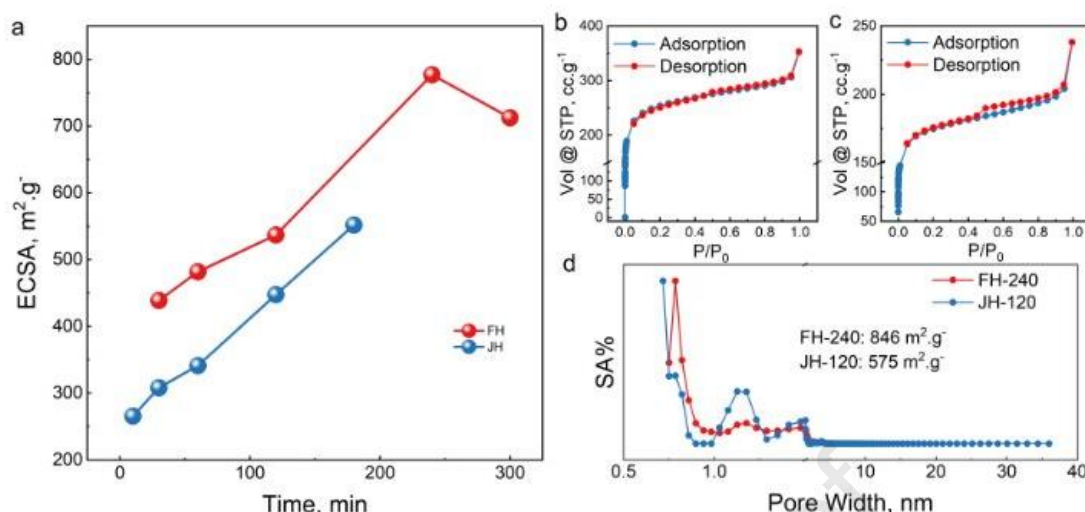 a
ECSA, m².g⁻
800
700
600
500
400
300
200
0
100
200
300
Time, min
FH
JH
b
Vol @ STP, cc.g⁻¹
400
300
200
100
50
0
Adsorption
Desorption
0.0 0.2 0.4 0.6 0.8 1.0
P/P₀
c
Vol @ STP, cc.g⁻¹
250
200
150
100
50
Adsorption
Desorption
0.0 0.2 0.4 0.6 0.8 1.0
P/P₀
d
SA%
FH-240
JH-120
FH-240: 846 m².g⁻
JH-120: 575 m².g⁻
0.5 1.0 10 20 30 40
Pore Width, nm